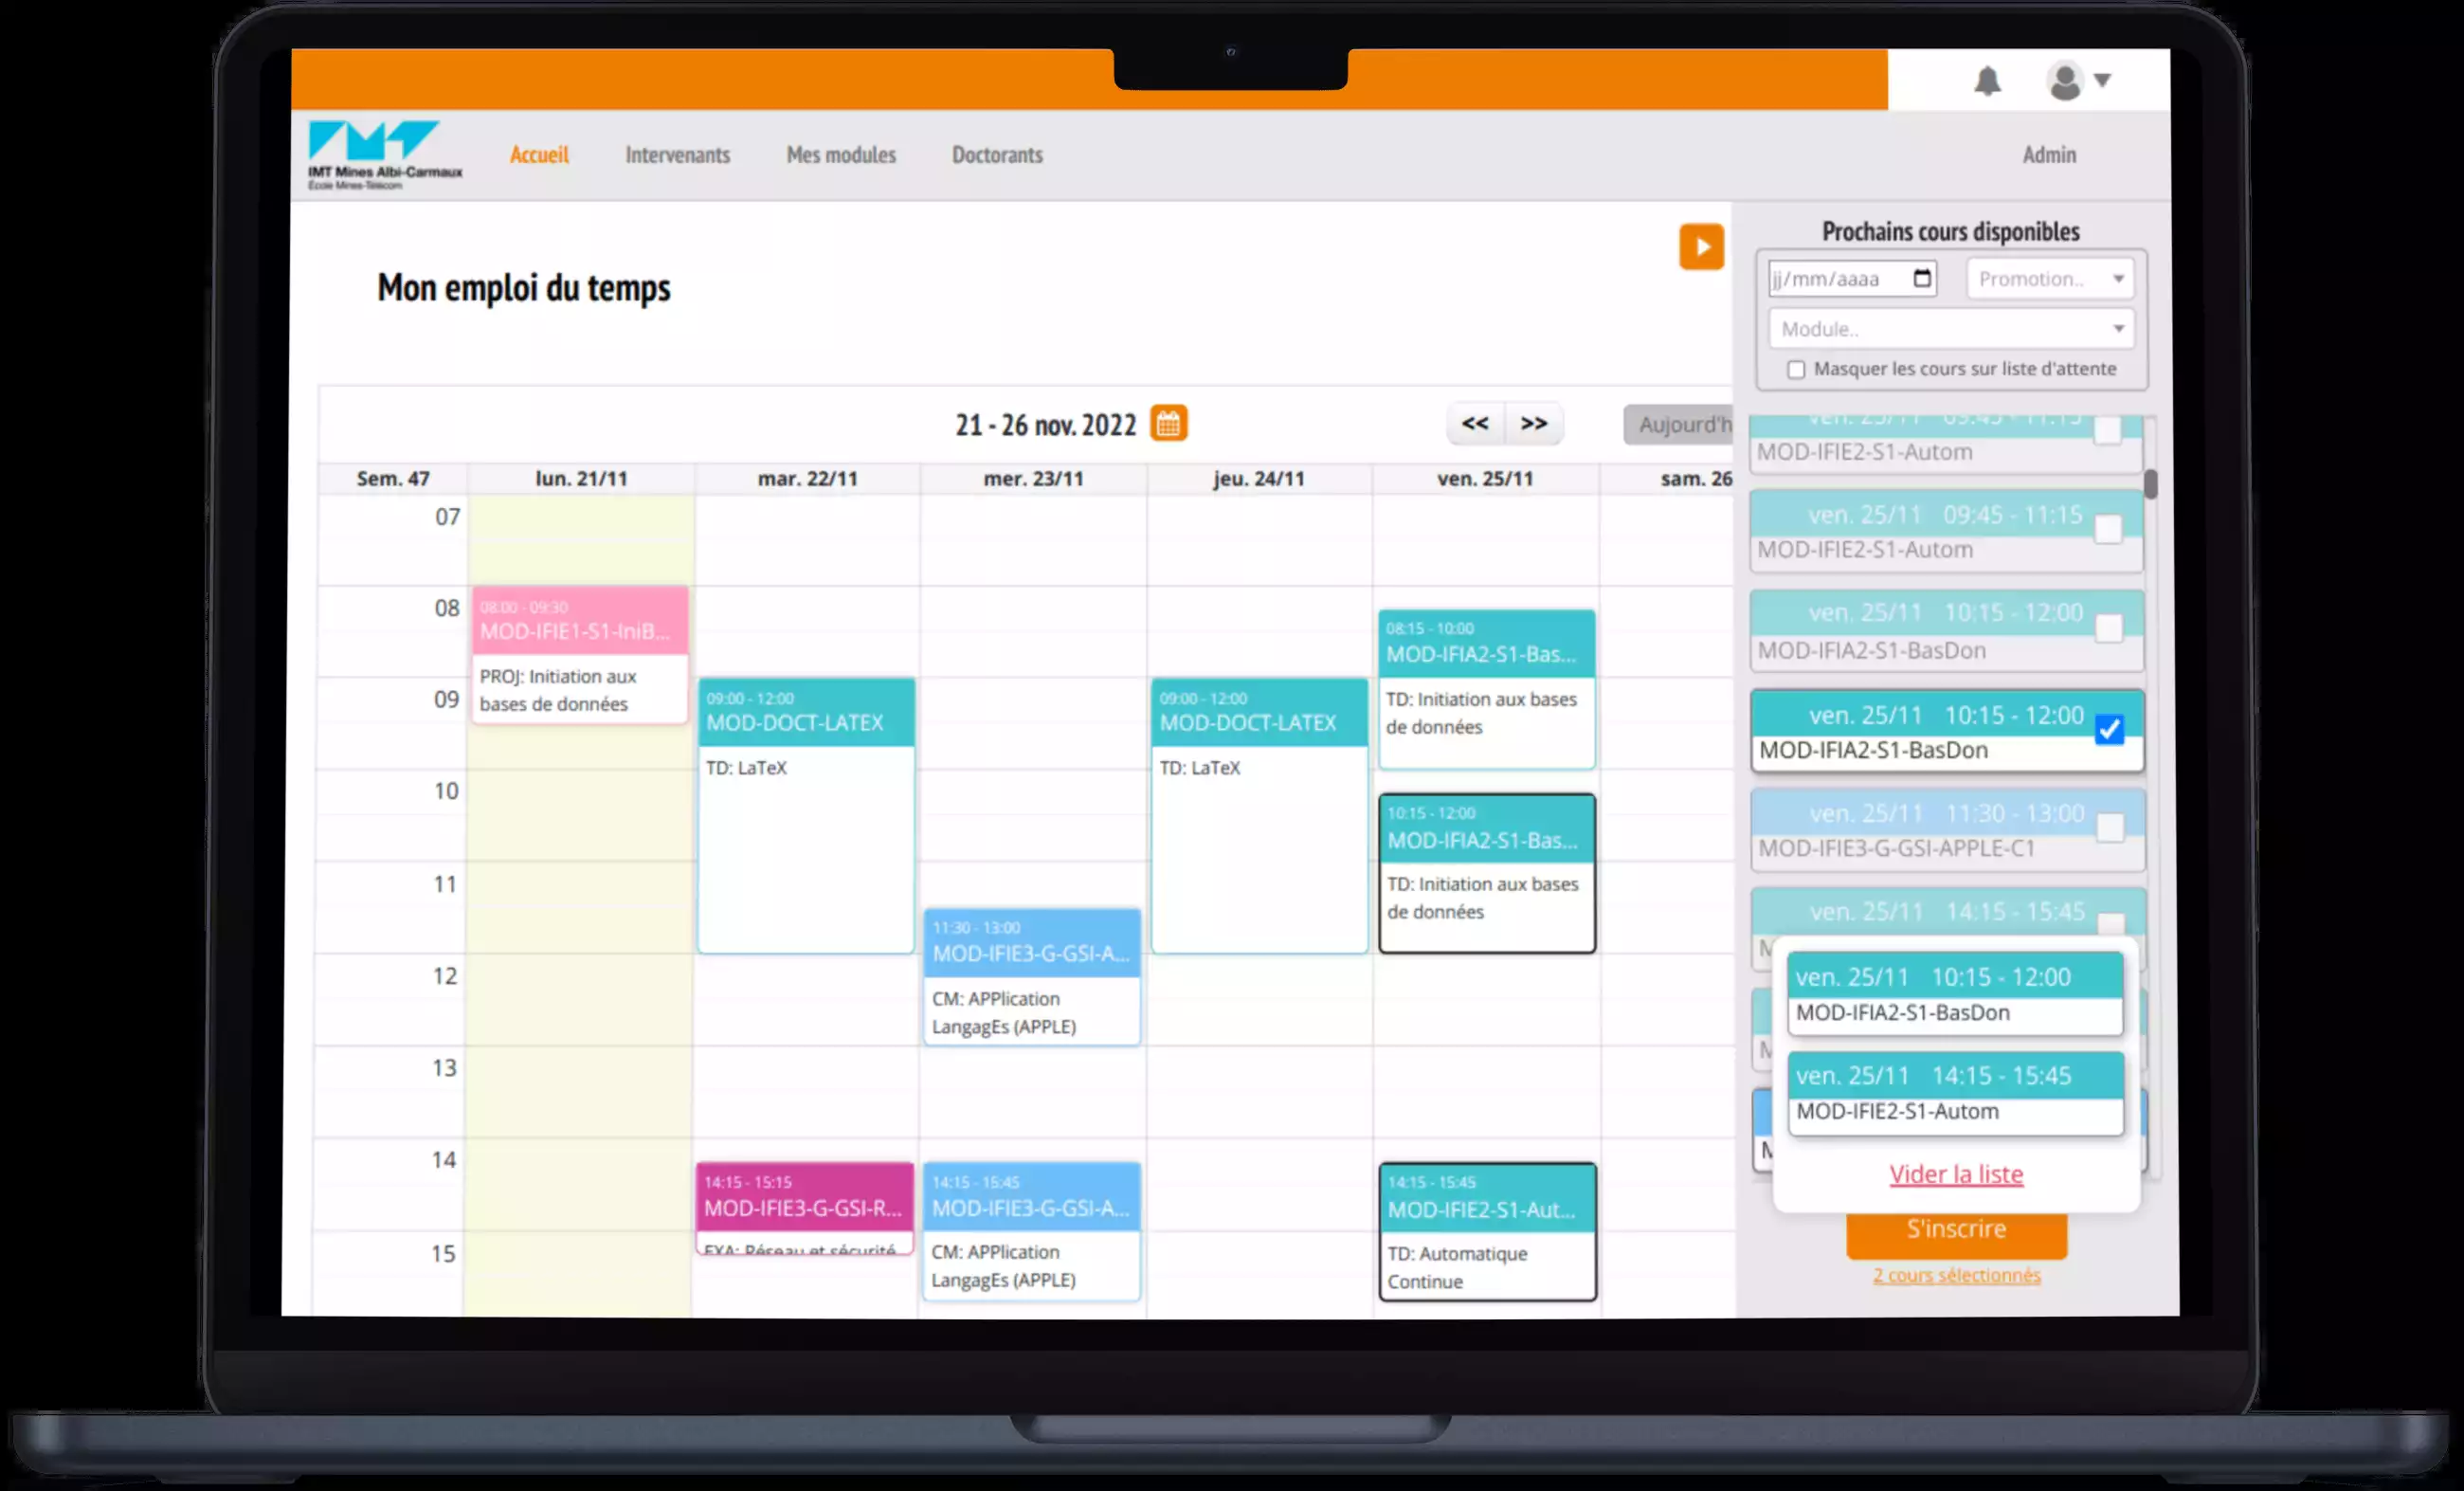 IMT Mines Albi-Carmaux
École Mines-Télécom
Accueil
Intervenants
Mes modules
Doctorants
Admin
Mon emploi du temps
21 - 26 nov. 2022
<<
>>
Aujourd'h
Sem. 47
lun. 21/11
mar. 22/11
mer. 23/11
jeu. 24/11
ven. 25/11
sam. 26
07
08
09
10
11
12
13
14
15
08:00 - 09:30
MOD-IFIE1-S1-IniB...
PROJ: Initiation aux
bases de données
09:00 - 12:00
MOD-DOCT-LATEX
TD: LaTeX
14:15 - 15:15
MOD-IFIE3-G-GSI-R...
EXA: Réseau et sécurité
11:30 - 13:00
MOD-IFIE3-G-GSI-A...
CM: APPlication
LangagEs (APPLE)
14:15 - 15:45
MOD-IFIE3-G-GSI-A...
CM: APPlication
LangagEs (APPLE)
09:00 - 12:00
MOD-DOCT-LATEX
TD: LaTeX
08:15 - 10:00
MOD-IFIA2-S1-Bas...
TD: Initiation aux bases
de données
10:15 - 12:00
MOD-IFIA2-S1-Bas...
TD: Initiation aux bases
de données
14:15 - 15:45
MOD-IFIE2-S1-Aut...
TD: Automatique
Continue
Prochains cours disponibles
jj/mm/aaaa
Promotion..
Module..
Masquer les cours sur liste d'attente
ven. 25/11 09:45 - 11:15
MOD-IFIE2-S1-Autom
ven. 25/11 09:45 - 11:15
MOD-IFIE2-S1-Autom
ven. 25/11 10:15 - 12:00
MOD-IFIA2-S1-BasDon
ven. 25/11 10:15 - 12:00
MOD-IFIA2-S1-BasDon
ven. 25/11 11:30 - 13:00
MOD-IFIE3-G-GSI-APPLE-C1
ven. 25/11 14:15 - 15:45
ven. 25/11 10:15 - 12:00
MOD-IFIA2-S1-BasDon
ven. 25/11 14:15 - 15:45
MOD-IFIE2-S1-Autom
Vider la liste
S'inscrire
2 cours sélectionnés